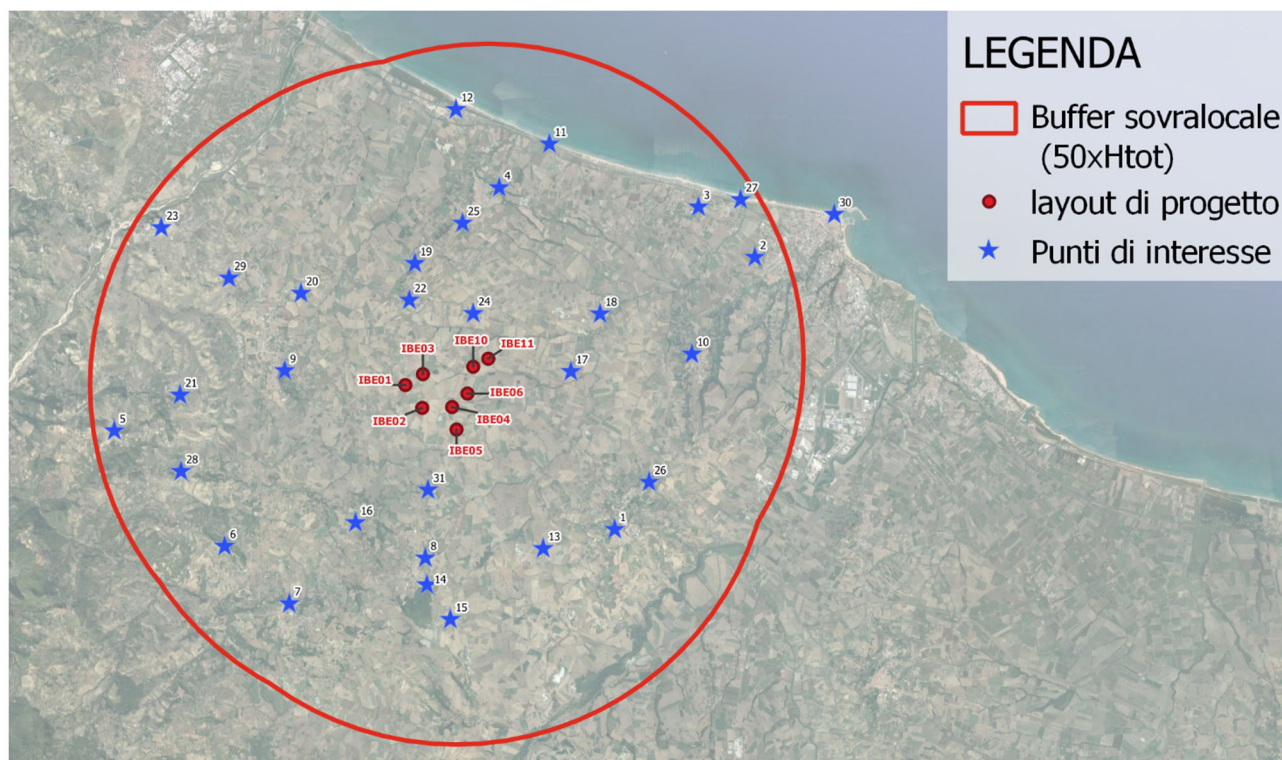 LEGENDA
Buffer sovralocale
(50xHtot)
layout di progetto
Punti di interesse
12
11
4
3
27
30
25
23
2
19
29
20
22
24
18
10
IBE10
IBE11
IBE03
9
17
IBE01
21
IBE06
IBE02
IBE04
5
IBE05
28
31
26
16
1
6
13
8
14
7
15